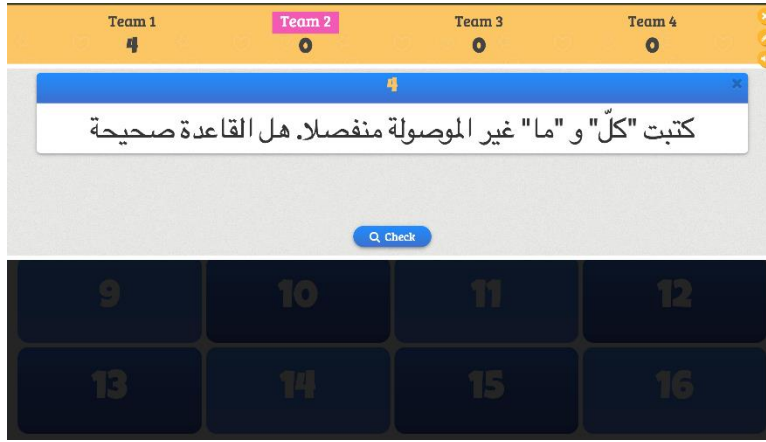 Team 1
4
Team 2
0
Team 3
0
Team 4
0
4
كتبت "كلّ" و "ما" غير الموصولة منفصلا. هل القاعدة صحيحة
Check
9
10
11
12
13
14
15
16